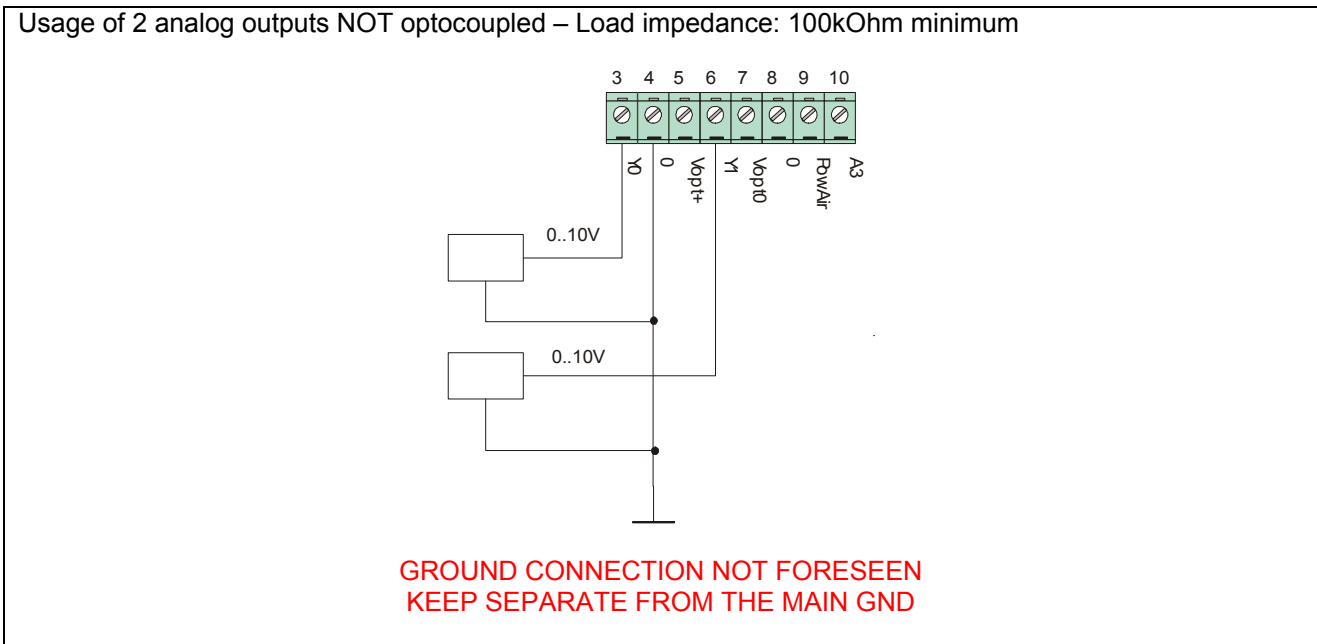 Usage of 2 analog outputs NOT optocoupled – Load impedance: 100kOhm minimum
3 4 5 6 7 8 9 10
Y0 0 Vopt+ Y1 Vopt0 0 PowAir A3
0..10V
0..10V
GROUND CONNECTION NOT FORESEEN
KEEP SEPARATE FROM THE MAIN GND